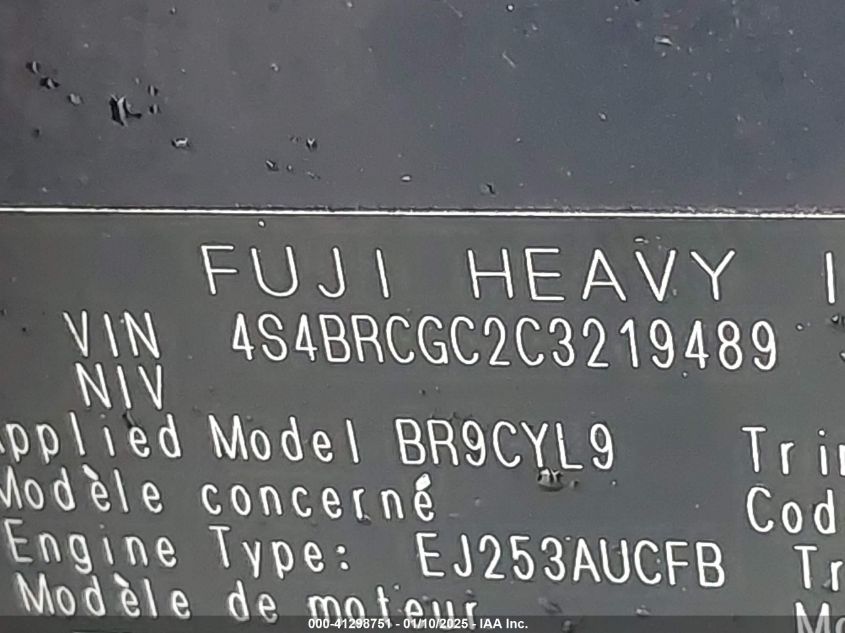 FUJI HEAVY I
VIN 4S4BRCGC2C3219489
NIV
pplied Model BR9CYL9 Tri
Modèle concerné Cod
Engine Type: EJ253AUCFB Tr
Modèle de moteur Mo
000-41298751 - 01/10/2025 - IAA Inc.